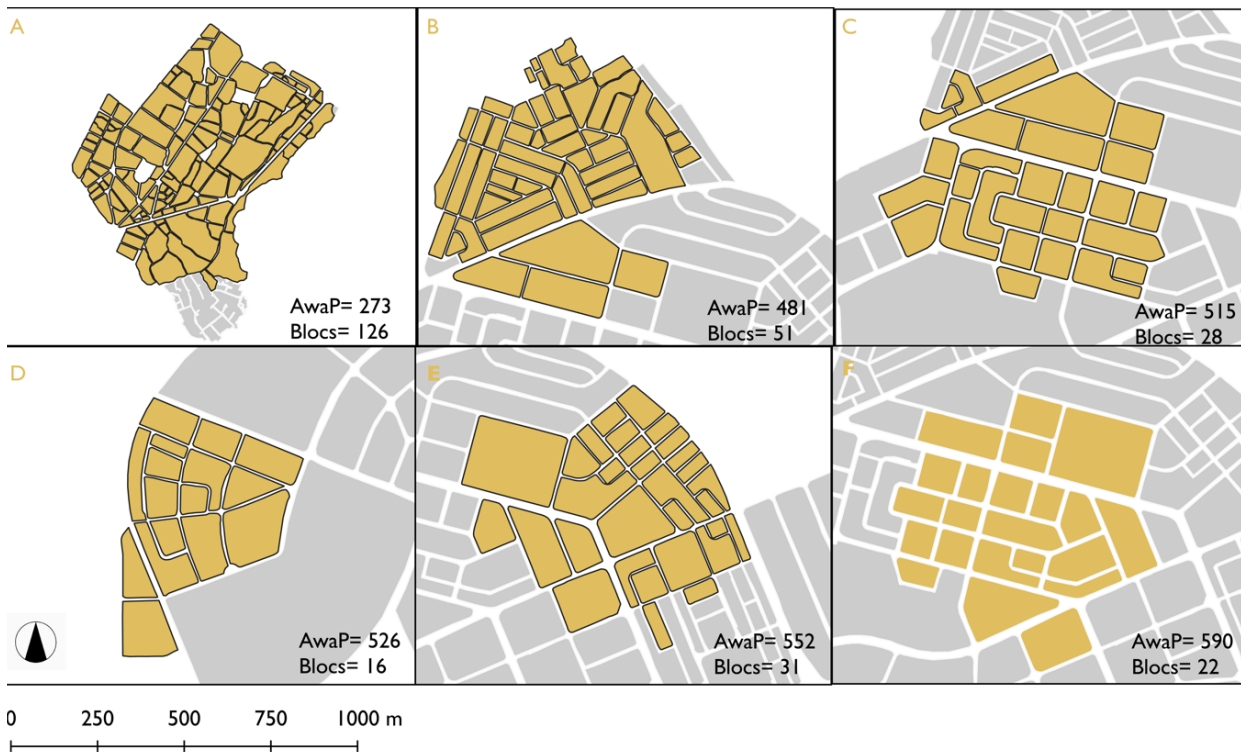 A
AwaP= 273
Blocs= 126
B
AwaP= 481
Blocs= 51
C
AwaP= 515
Blocs= 28
D
AwaP= 526
Blocs= 16
E
AwaP= 552
Blocs= 31
F
AwaP= 590
Blocs= 22
0 250 500 750 1000 m